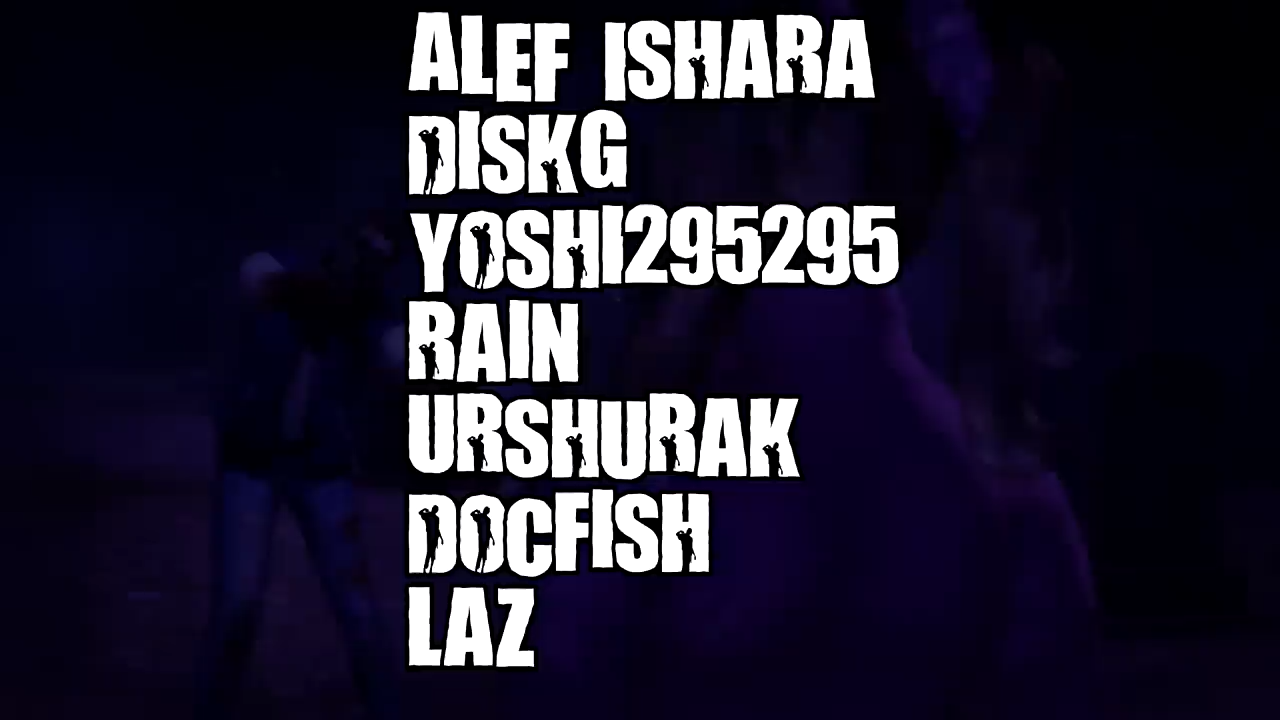 ALEF ISHARA
DISKG
YOSHI295295
RAIN
URSHURAK
DOCFISH
LAZ